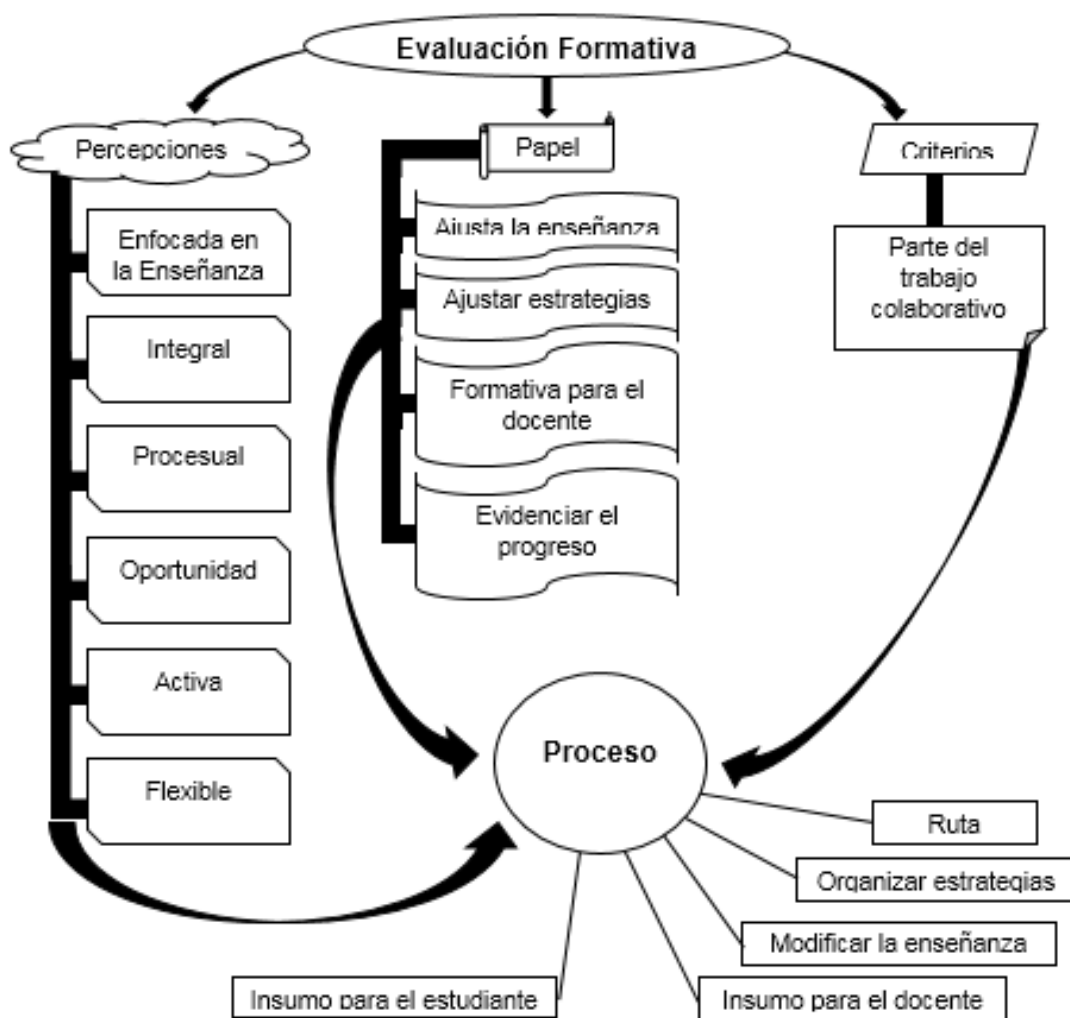 Evaluación Formativa
Percepciones
Enfocada en
la Enseñanza
Integral
Procesual
Oportunidad
Activa
Flexible
Papel
Ajusta la enseñanza
Ajustar estrategias
Formativa para el
docente
Evidenciar el
progreso
Criterios
Parte del
trabajo
colaborativo
Proceso
Ruta
Organizar estrategias
Modificar la enseñanza
Insumo para el docente
Insumo para el estudiante